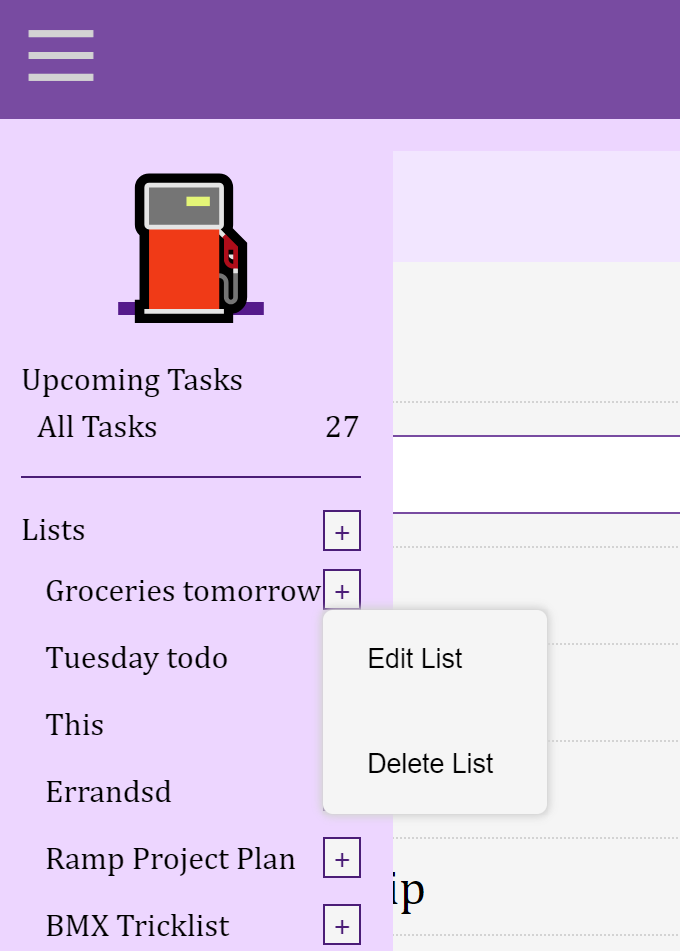 Upcoming Tasks
All Tasks 27
Lists +
Groceries tomorrow +
Edit List
Tuesday todo
This
Delete List
Errandsd
Ramp Project Plan +
ip
BMX Tricklist +